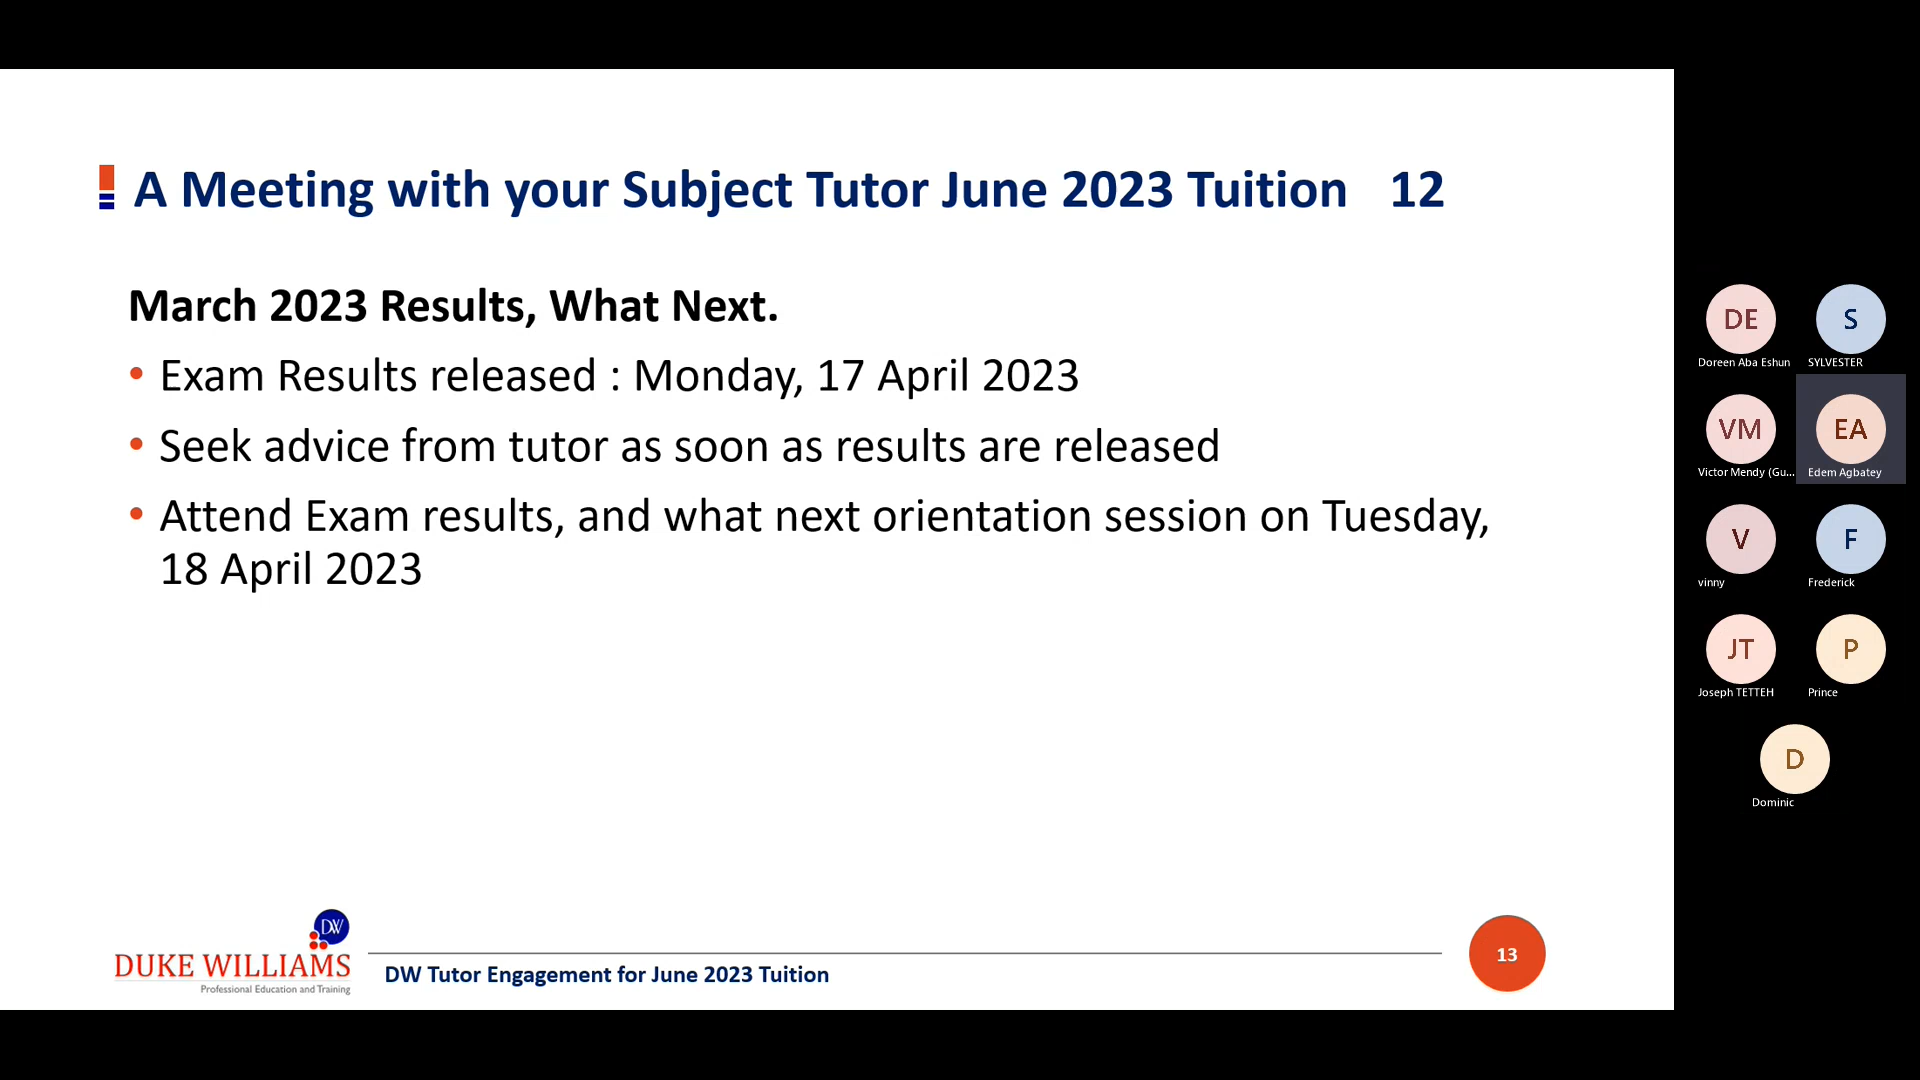 A Meeting with your Subject Tutor June 2023 Tuition 12
March 2023 Results, What Next.
• Exam Results released : Monday, 17 April 2023
• Seek advice from tutor as soon as results are released
• Attend Exam results, and what next orientation session on Tuesday,
18 April 2023
DW
DUKE WILLIAMS
Professional Education and Training
DW Tutor Engagement for June 2023 Tuition
13
DE
Doreen Aba Eshun
S
SYLVESTER
VM
Victor Mendy (Gu...
EA
Edem Agbatey
V
vinny
F
Frederick
JT
Joseph TETTEH
P
Prince
D
Dominic